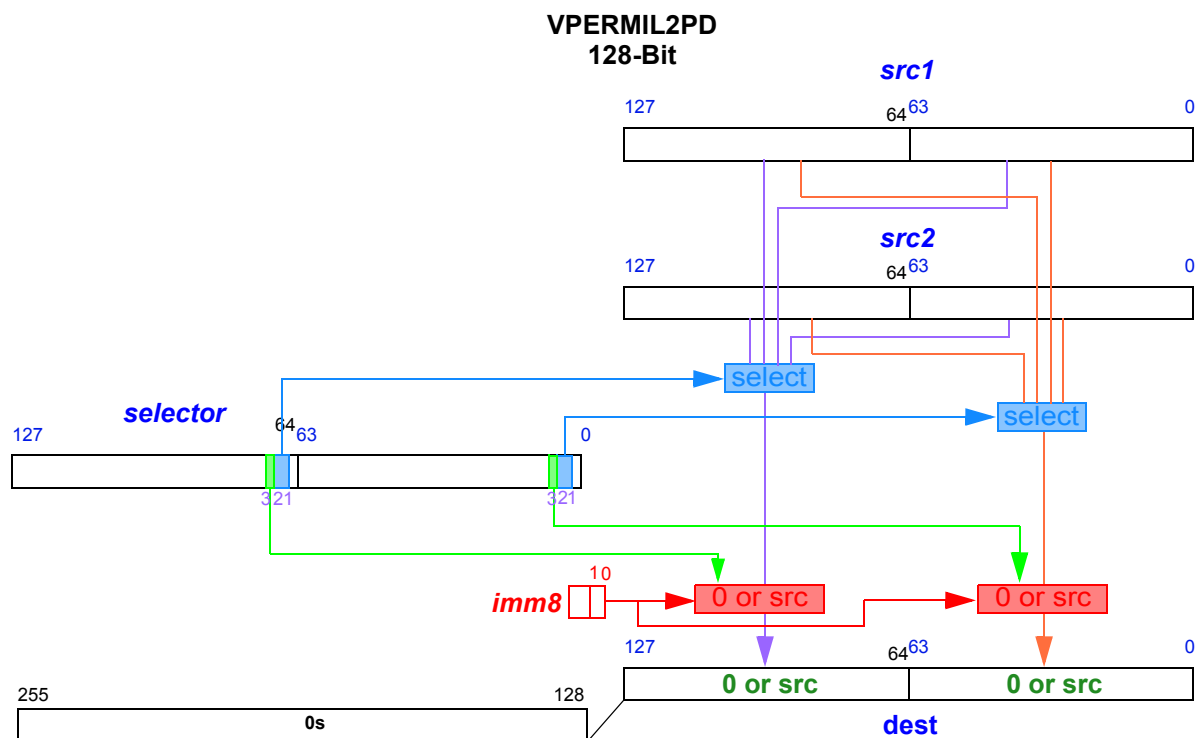 VPERMIL2PD
128-Bit
src1
127 64 63 0
src2
127 64 63 0
select
select
selector
127 64 63 0
321 321
imm8 1 0
0 or src 0 or src
127 64 63 0
0 or src 0 or src
255 128
0s
dest